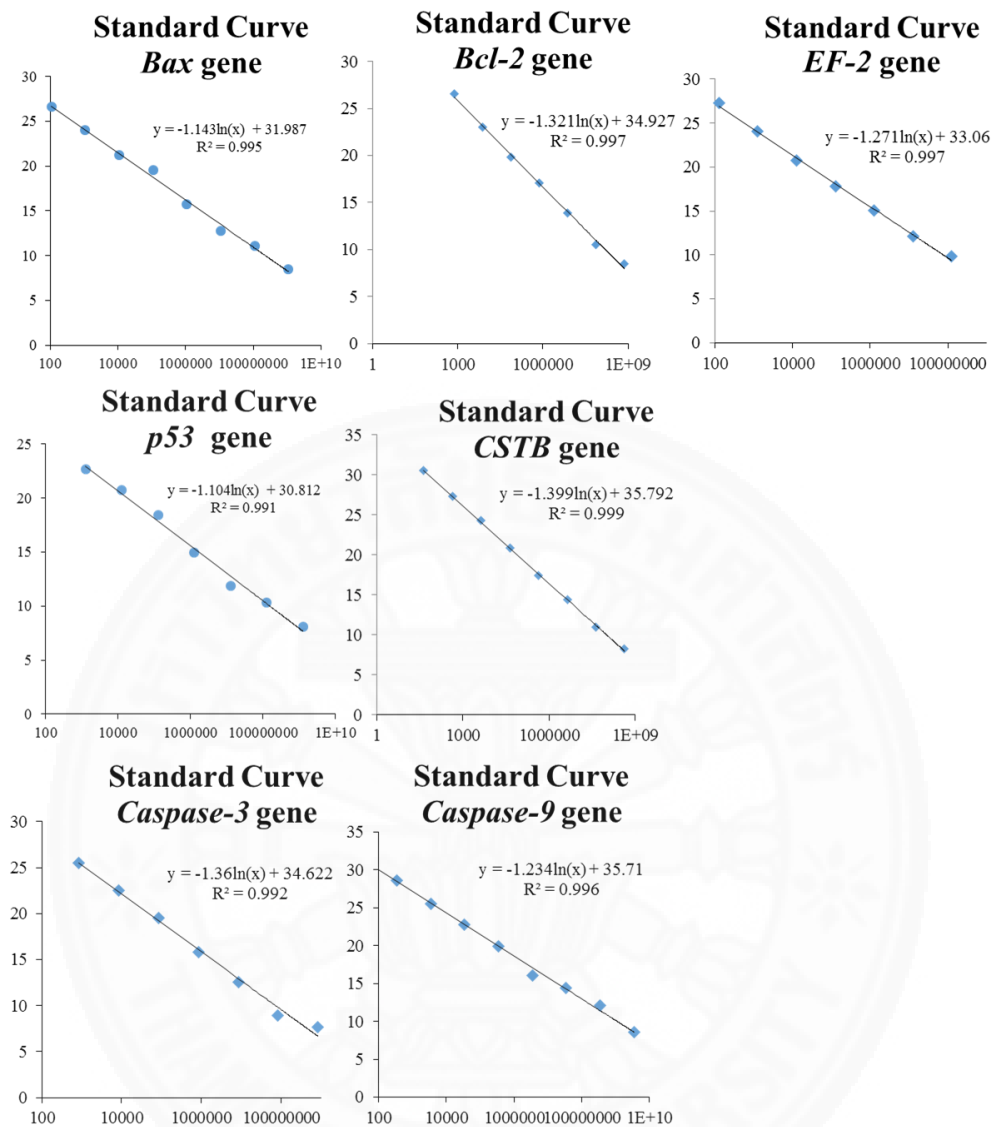 Standard Curve
Bax gene
30
25
20
15
10
5
0
y = -1.143ln(x) + 31.987
R² = 0.995
100 10000 1000000 100000000 1E+10
Standard Curve
Bcl-2 gene
30
25
20
15
10
5
0
y = -1.321ln(x) + 34.927
R² = 0.997
1 1000 1000000 1E+09
Standard Curve
EF-2 gene
30
25
20
15
10
5
0
y = -1.271ln(x) + 33.06
R² = 0.997
100 10000 1000000 100000000
Standard Curve
p53 gene
25
20
15
10
5
0
y = -1.104ln(x) + 30.812
R² = 0.991
100 10000 1000000 100000000 1E+10
Standard Curve
CSTB gene
35
30
25
20
15
10
5
0
y = -1.399ln(x) + 35.792
R² = 0.999
1 1000 1000000 1E+09
Standard Curve
Caspase-3 gene
30
25
20
15
10
5
0
y = -1.36ln(x) + 34.622
R² = 0.992
100 10000 1000000 100000000
Standard Curve
Caspase-9 gene
35
30
25
20
15
10
5
0
y = -1.234ln(x) + 35.71
R² = 0.996
100 10000 1000000 100000000 1E+10